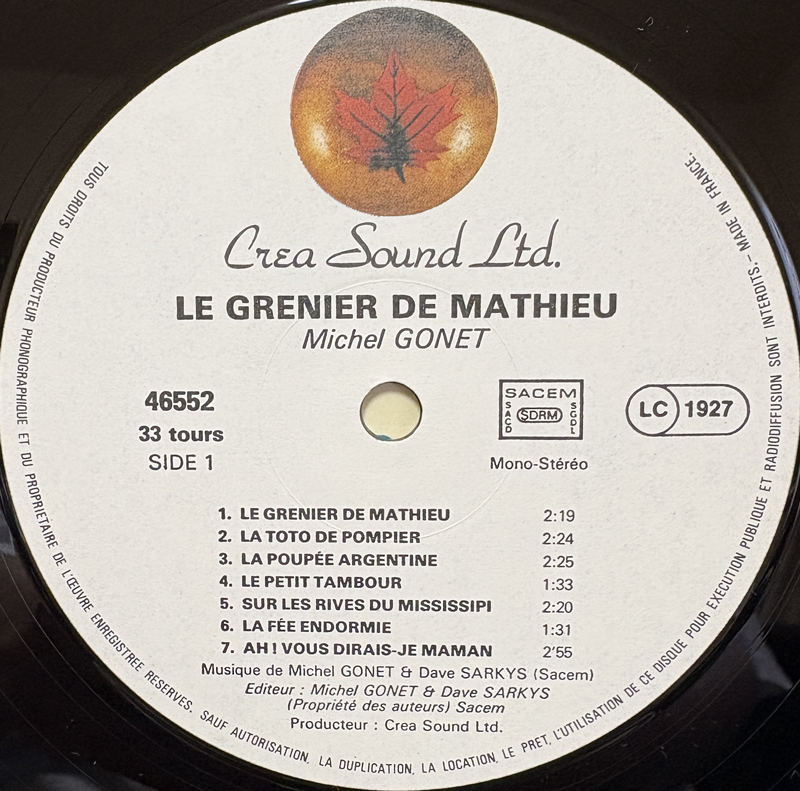 Crea Sound Ltd.
LE GRENIER DE MATHIEU
Michel GONET
46552
33 tours
SIDE 1
SACEM
SACD
SDRM
SGDL
Mono-Stéréo
LC 1927
1. LE GRENIER DE MATHIEU 2:19
2. LA TOTO DE POMPIER 2:24
3. LA POUPÉE ARGENTINE 2:25
4. LE PETIT TAMBOUR 1:33
5. SUR LES RIVES DU MISSISSIPI 2:20
6. LA FÉE ENDORMIE 1:31
7. AH ! VOUS DIRAIS-JE MAMAN 2'55
Musique de Michel GONET & Dave SARKYS (Sacem)
Editeur : Michel GONET & Dave SARKYS
(Propriété des auteurs) Sacem
Producteur : Crea Sound Ltd.
TOUS DROITS DU PRODUCTEUR PHONOGRAPHIQUE ET DU PROPRIETAIRE DE L'ŒUVRE ENREGISTREE RESERVES. SAUF AUTORISATION, LA DUPLICATION, LA LOCATION, LE PRET, L'UTILISATION DE CE DISQUE POUR EXECUTION PUBLIQUE ET RADIODIFFUSION SONT INTERDITS. – MADE IN FRANCE.